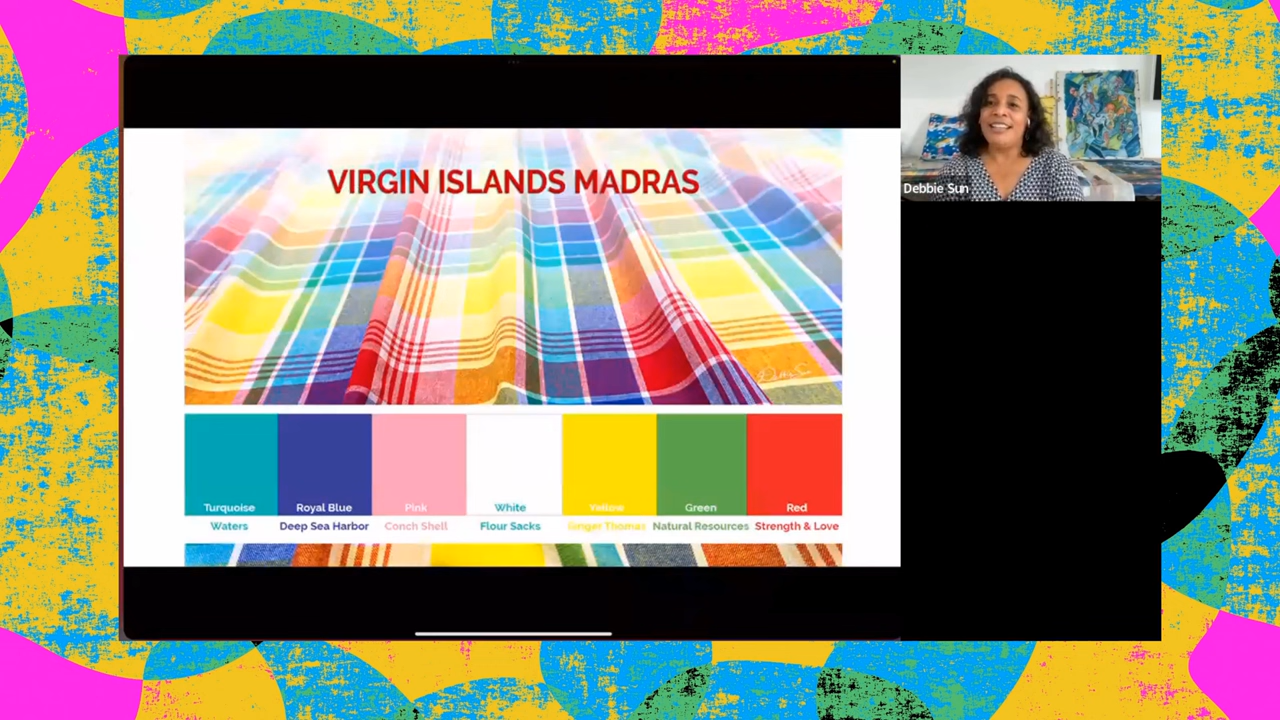 VIRGIN ISLANDS MADRAS
Debbie Sun
Turquoise Royal Blue Pink White Yellow Green Red
Waters Deep Sea Harbor Conch Shell Flour Sacks Ginger Thomas Natural Resources Strength & Love